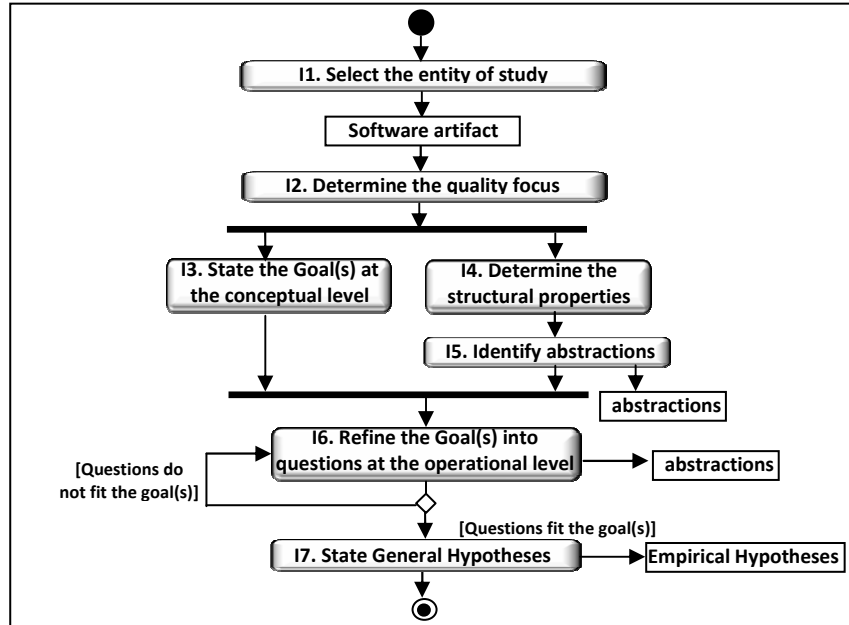 I1. Select the entity of study
Software artifact
I2. Determine the quality focus
I3. State the Goal(s) at
the conceptual level
I4. Determine the
structural properties
I5. Identify abstractions
abstractions
I6. Refine the Goal(s) into
questions at the operational level
abstractions
[Questions do
not fit the goal(s)]
[Questions fit the goal(s)]
I7. State General Hypotheses
Empirical Hypotheses